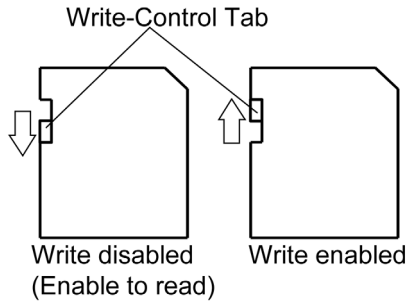 Write-Control Tab
Write disabled
(Enable to read)
Write enabled